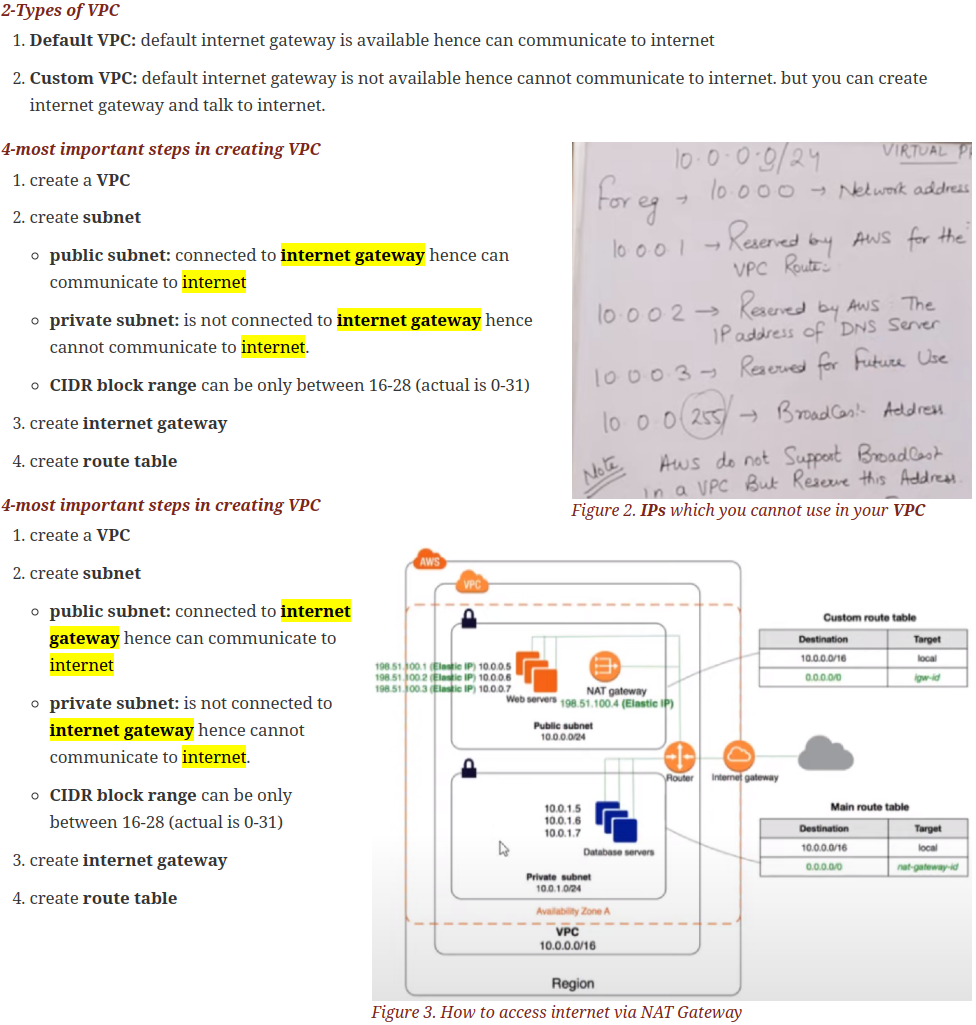 2-Types of VPC
1. Default VPC: default internet gateway is available hence can communicate to internet
2. Custom VPC: default internet gateway is not available hence cannot communicate to internet. but you can create
internet gateway and talk to internet.
4-most important steps in creating VPC
1. create a VPC
2. create subnet
public subnet: connected to internet gateway hence can
communicate to internet
private subnet: is not connected to internet gateway hence
cannot communicate to internet.
CIDR block range can be only between 16-28 (actual is 0-31)
3. create internet gateway
4. create route table
10.0.0.0/24
VIRTUAL
For eg → 10.0.0.0 → Network address
10.0.0.1 → Reserved by AWS for the
VPC
10.0.0.2 → Reserved by AWS: The
IP address of DNS Server
10.0.0.3 → Reserved for Future Use
10.0.0.255 → BroadCast Address
Note AWS do not Support BroadCast
in a VPC But Reserve this Address.
Figure 2. IPs which you cannot use in your VPC
4-most important steps in creating VPC
1. create a VPC
2. create subnet
public subnet: connected to internet
gateway hence can communicate to
internet
private subnet: is not connected to
internet gateway hence cannot
communicate to internet.
CIDR block range can be only
between 16-28 (actual is 0-31)
3. create internet gateway
4. create route table
AWS
VPC
198.51.100.1 (Elastic IP) 10.0.0.5
198.51.100.2 (Elastic IP) 10.0.0.6
198.51.100.3 (Elastic IP) 10.0.0.7
Web servers
NAT gateway
198.51.100.4 (Elastic IP)
Public subnet
10.0.0.0/24
Router
Internet gateway
10.0.1.5
10.0.1.6
10.0.1.7
Database servers
Private subnet
10.0.1.0/24
Availability Zone A
VPC
10.0.0.0/16
Region
Custom route table
Destination Target
10.0.0.0/16 local
0.0.0.0/0 igw-id
Main route table
Destination Target
10.0.0.0/16 local
0.0.0.0/0 nat-gateway-id
Figure 3. How to access internet via NAT Gateway